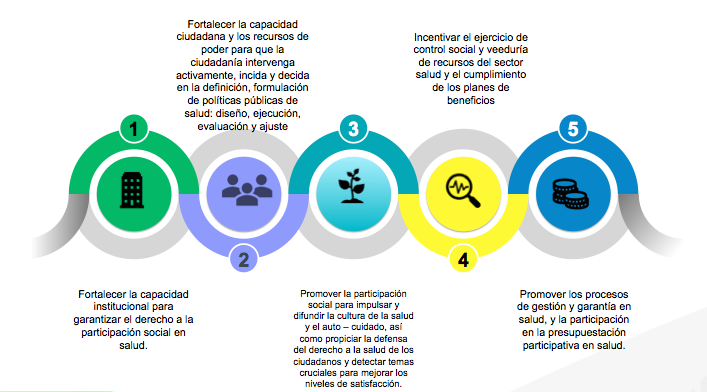 Fortalecer la capacidad
ciudadana y los recursos de
poder para que la
ciudadanía intervenga
activamente, incida y decida
en la definición, formulación
de políticas públicas de
salud: diseño, ejecución,
evaluación y ajuste
Incentivar el ejercicio de
control social y veeduría
de recursos del sector
salud y el cumplimiento
de los planes de
beneficios
1
3
5
2
4
Fortalecer la capacidad
institucional para
garantizar el derecho a la
participación social en
salud.
Promover la participación
social para impulsar y
difundir la cultura de la salud
y el auto – cuidado, así
como propiciar la defensa
del derecho a la salud de los
ciudadanos y detectar temas
cruciales para mejorar los
niveles de satisfacción.
Promover los procesos
de gestión y garantía en
salud, y la participación
en la presupuestación
participativa en salud.